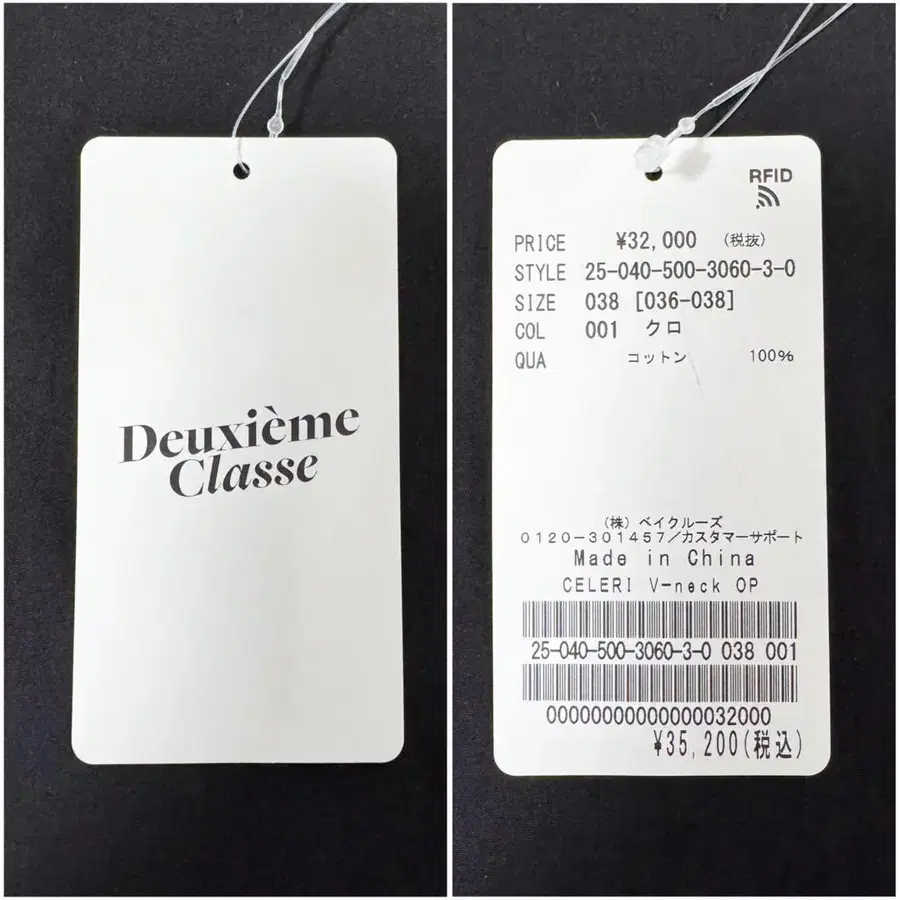 Deuxième
Classe
RFID
PRICE ¥32,000 (税抜)
STYLE 25-040-500-3060-3-0
SIZE 038 [036-038]
COL 001 クロ
QUA コットン 100%
(株) ベイクルーズ
0120-301457/カスタマーサポート
Made in China
CELERI V-neck OP
25-040-500-3060-3-0 038 001
00000000000000032000
¥35,200(税込)